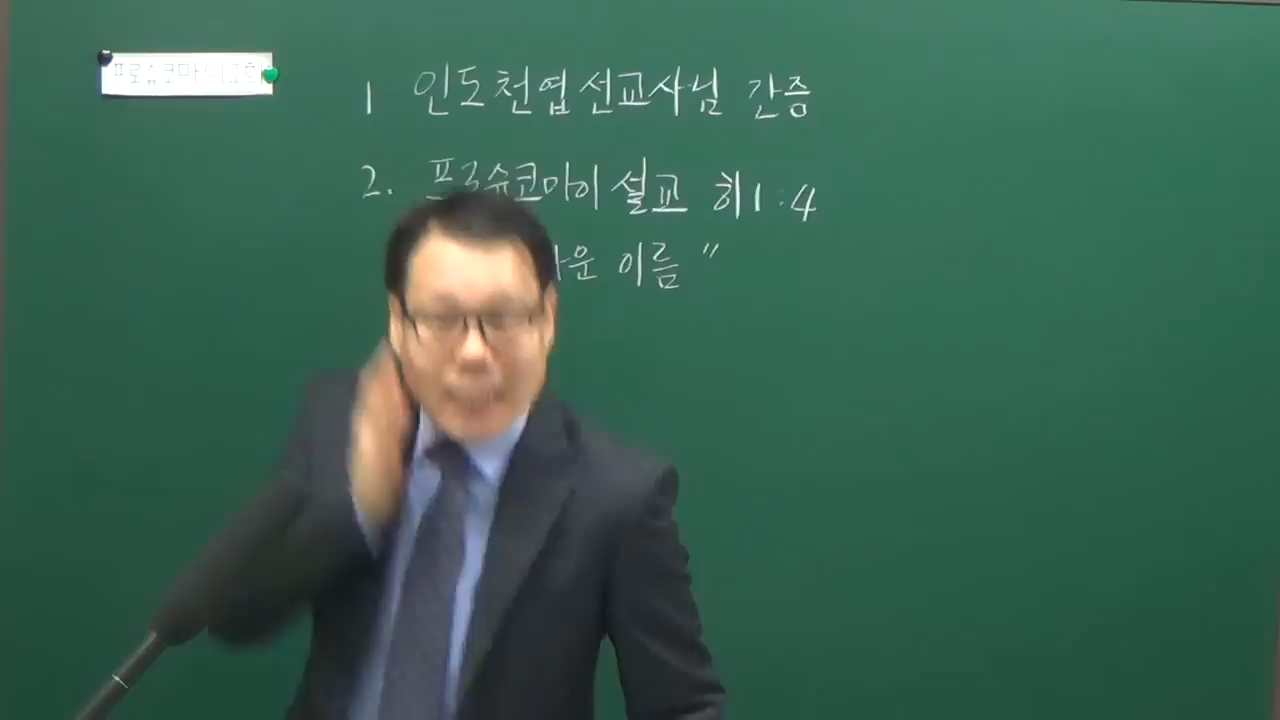 프로슈코마이교회
1 인도 천엽 선교사님 간증
2. 프로슈코마이 설교 히1:4
이름"